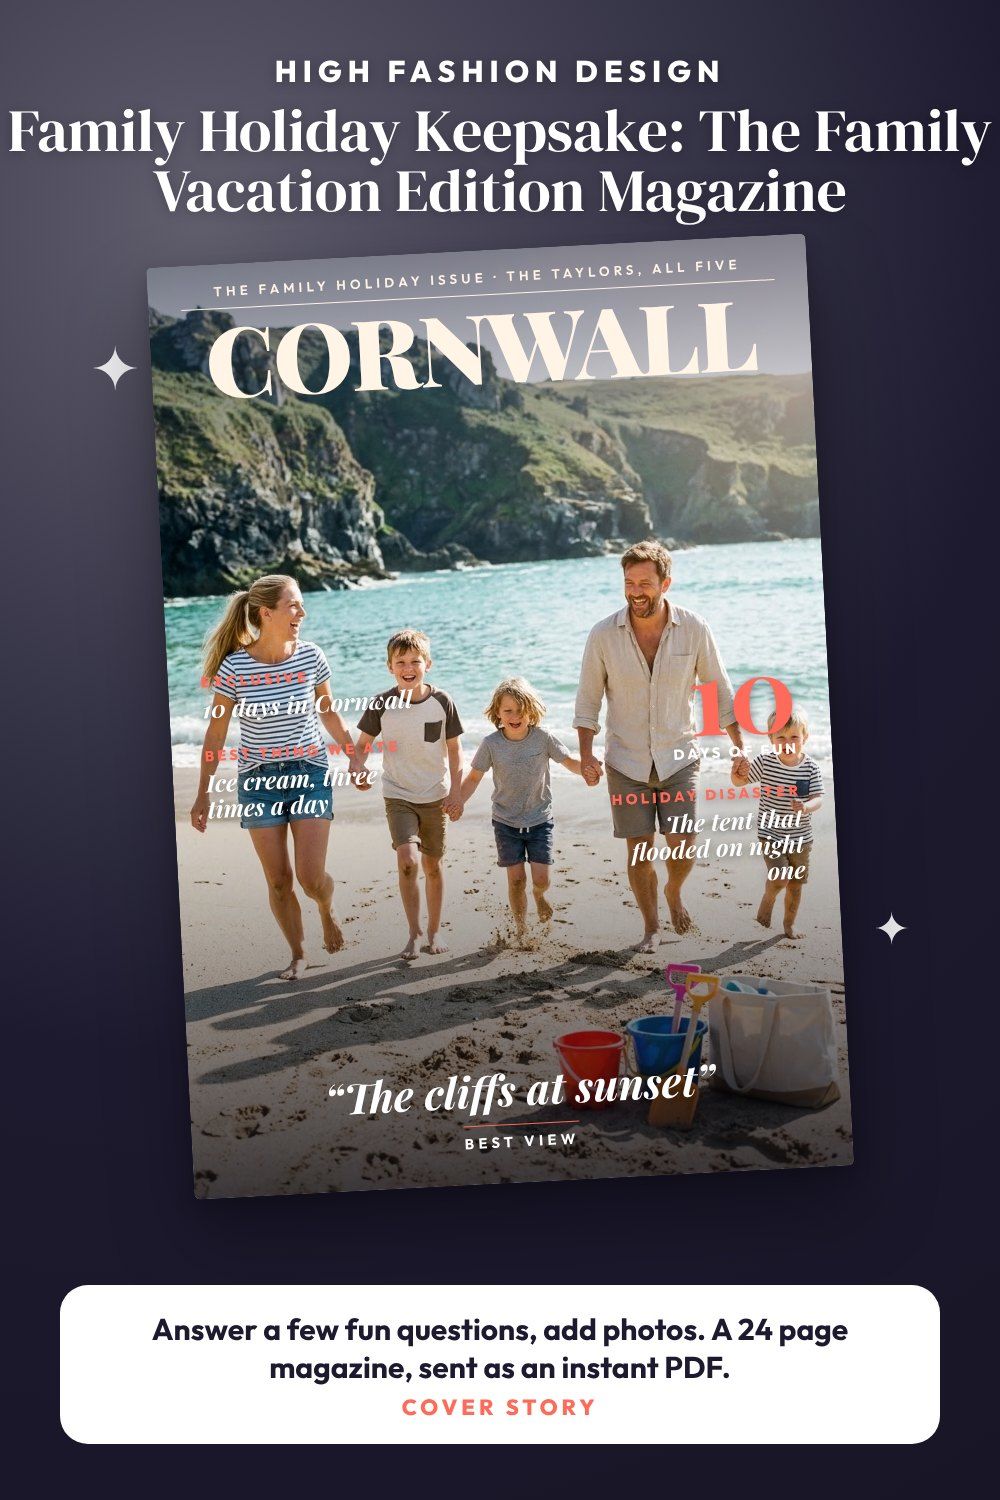 HIGH FASHION DESIGN
Family Holiday Keepsake: The Family
Vacation Edition Magazine
THE FAMILY HOLIDAY ISSUE · THE TAYLORS, ALL FIVE
CORNWALL
EXCLUSIVE
10 days in Cornwall
BEST THING WE ATE
Ice cream, three
times a day
10
DAYS OF FUN
HOLIDAY DISASTER
The tent that
flooded on night
one
“The cliffs at sunset”
BEST VIEW
Answer a few fun questions, add photos. A 24 page
magazine, sent as an instant PDF.
COVER STORY